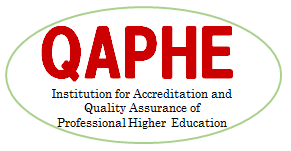 QAPHE
Institution for Accreditation and
Quality Assurance of
Professional Higher Education